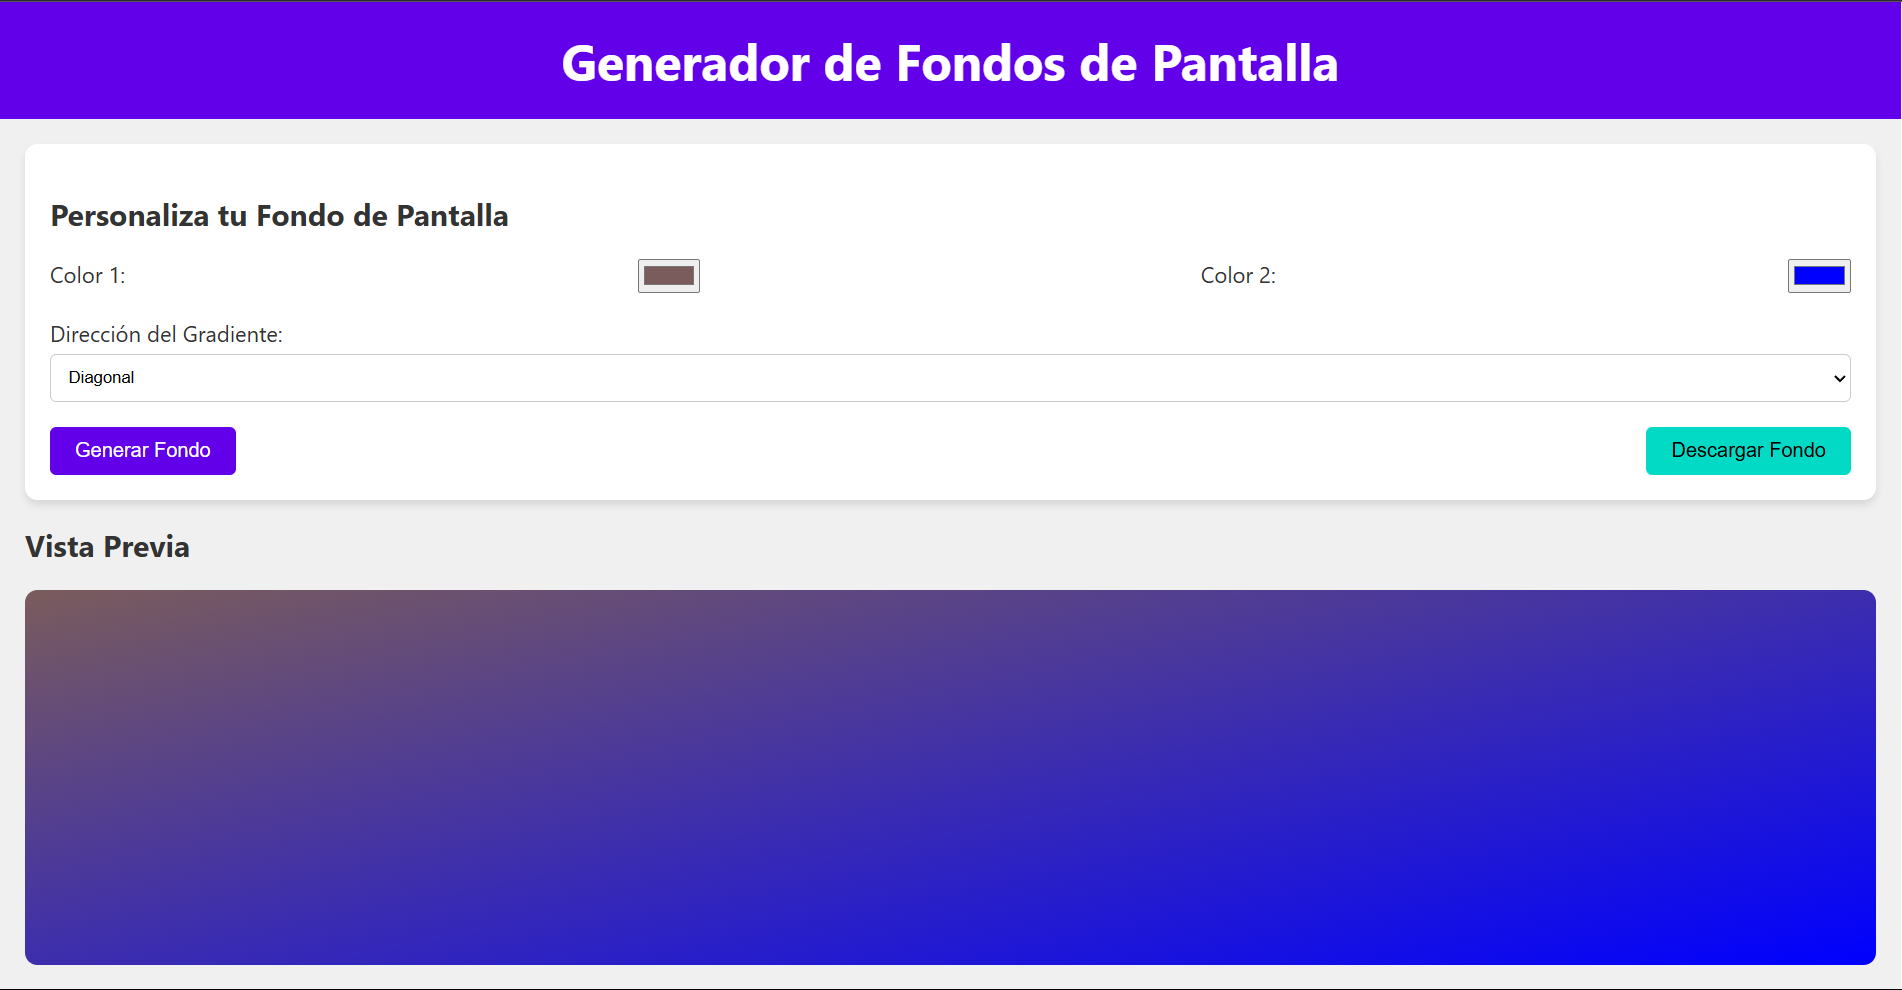 Generador de Fondos de Pantalla
Personaliza tu Fondo de Pantalla
Color 1:
Color 2:
Dirección del Gradiente:
Diagonal
Generar Fondo
Descargar Fondo
Vista Previa